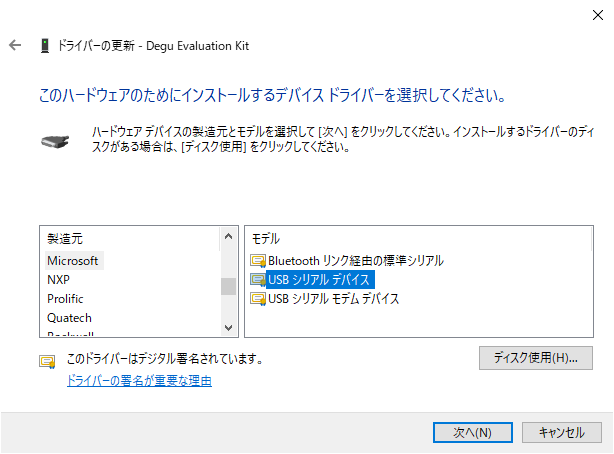 ドライバーの更新 - Degu Evaluation Kit
このハードウェアのためにインストールするデバイス ドライバーを選択してください。
ハードウェア デバイスの製造元とモデルを選択して [次へ] をクリックしてください。インストールするドライバーのディ
スクがある場合は、[ディスク使用] をクリックしてください。
製造元
Microsoft
NXP
Prolific
Quatech
モデル
Bluetooth リンク経由の標準シリアル
USB シリアル デバイス
USB シリアル モデム デバイス
このドライバーはデジタル署名されています。
ドライバーの署名が重要な理由
ディスク使用(H)...
次へ(N)
キャンセル